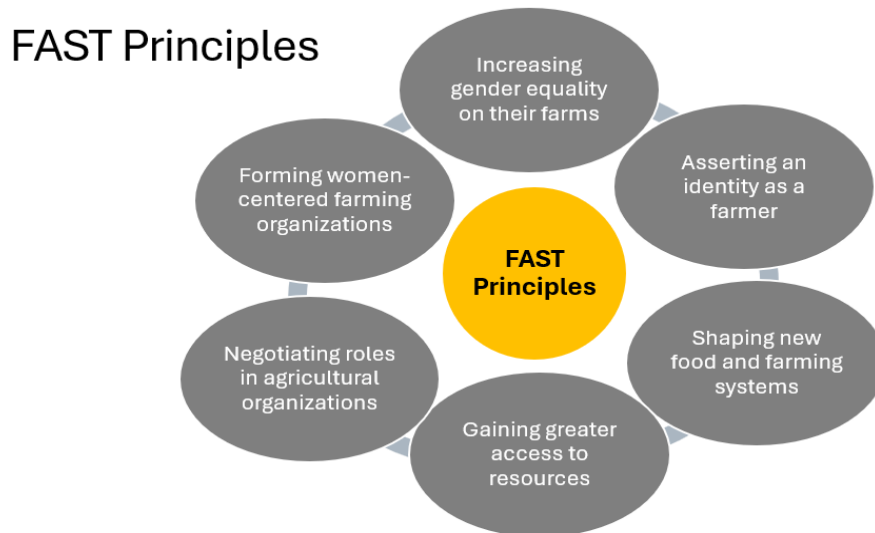 FAST Principles
Increasing
gender equality
on their farms
Asserting an
identity as a
farmer
Shaping new
food and farming
systems
Gaining greater
access to
resources
Negotiating roles
in agricultural
organizations
Forming women-
centered farming
organizations
FAST
Principles